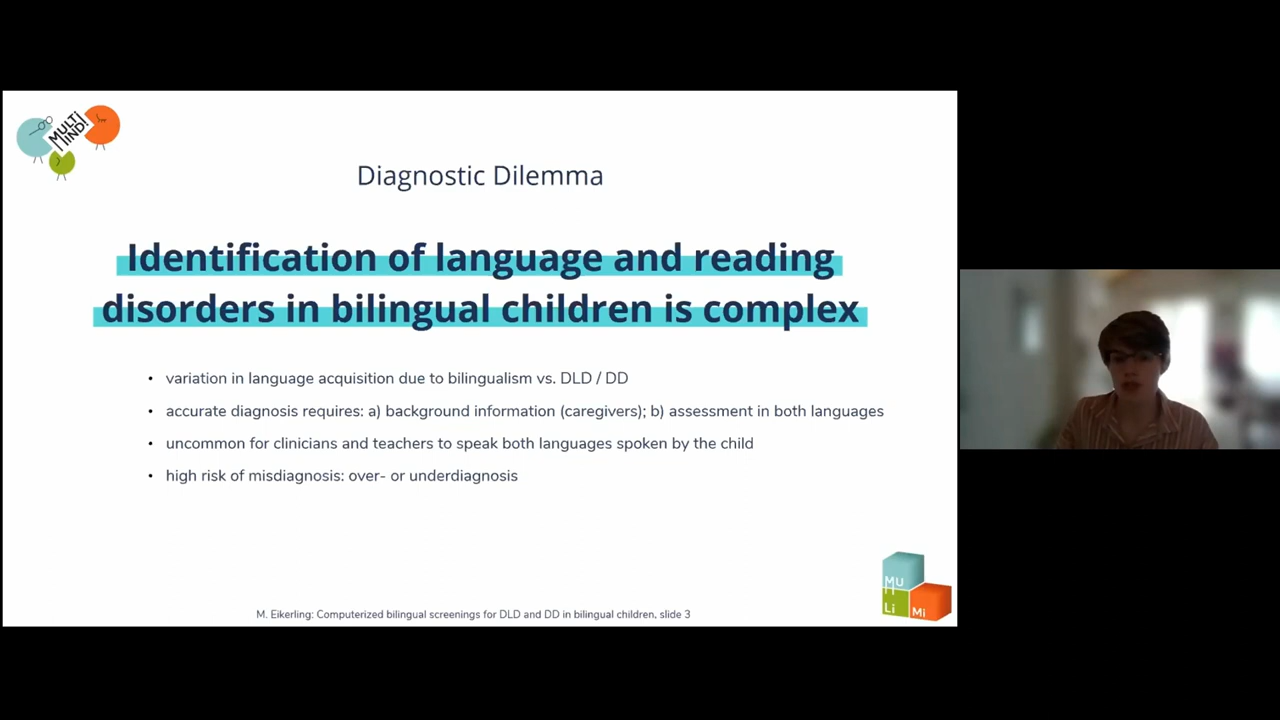 MULTI
MIND!
Diagnostic Dilemma
Identification of language and reading
disorders in bilingual children is complex
• variation in language acquisition due to bilingualism vs. DLD / DD
• accurate diagnosis requires: a) background information (caregivers); b) assessment in both languages
• uncommon for clinicians and teachers to speak both languages spoken by the child
• high risk of misdiagnosis: over- or underdiagnosis
MU
Li Mi
M. Eikerling: Computerized bilingual screenings for DLD and DD in bilingual children, slide 3